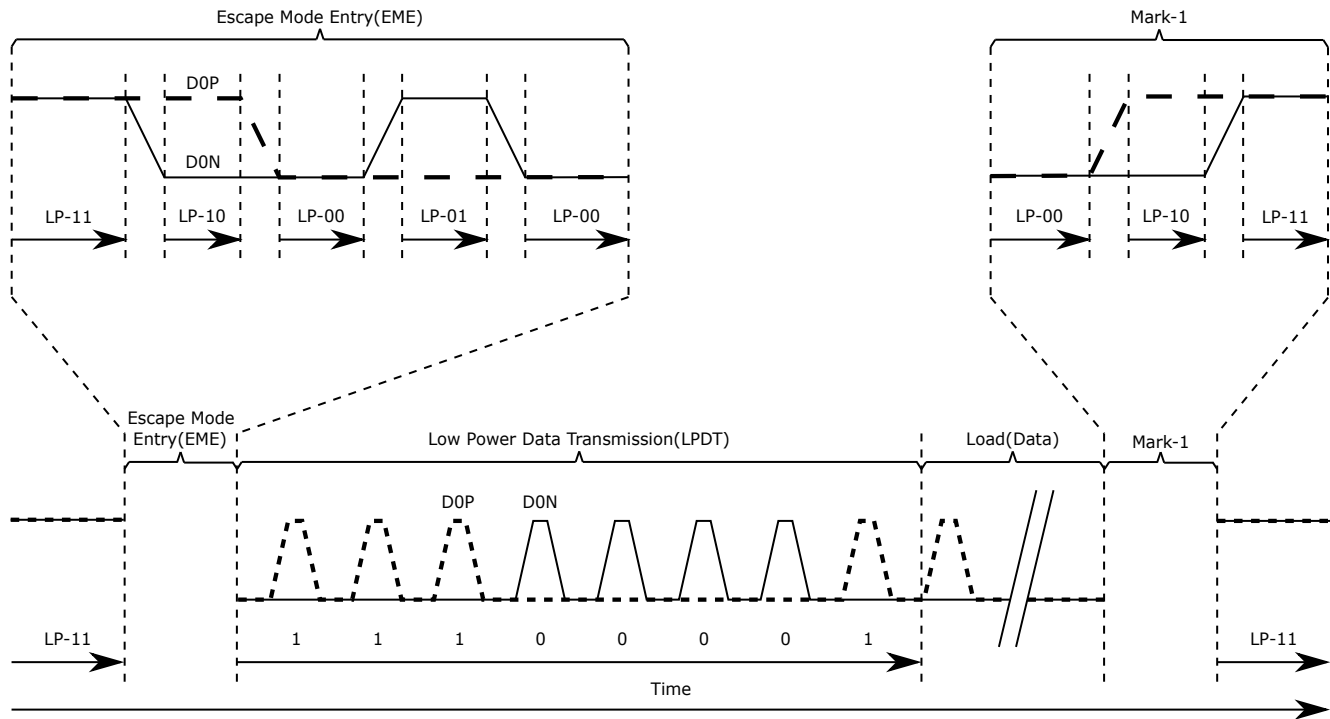 Escape Mode Entry(EME)
Mark-1
D0P
D0N
LP-11
LP-10
LP-00
LP-01
LP-00
LP-00
LP-10
LP-11
Escape Mode
Entry(EME)
Low Power Data Transmission(LPDT)
Load(Data)
Mark-1
D0P
D0N
LP-11
1
1
1
0
0
0
0
1
LP-11
Time